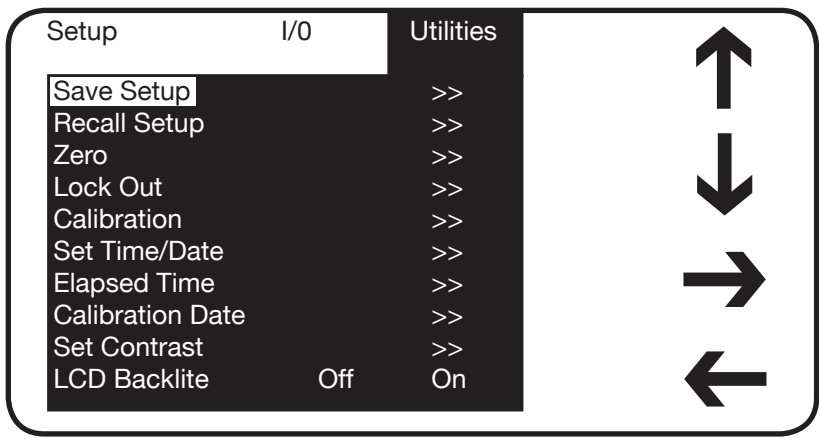 Setup I/0 Utilities
Save Setup >>
Recall Setup >>
Zero >>
Lock Out >>
Calibration >>
Set Time/Date >>
Elapsed Time >>
Calibration Date >>
Set Contrast >>
LCD Backlite Off On